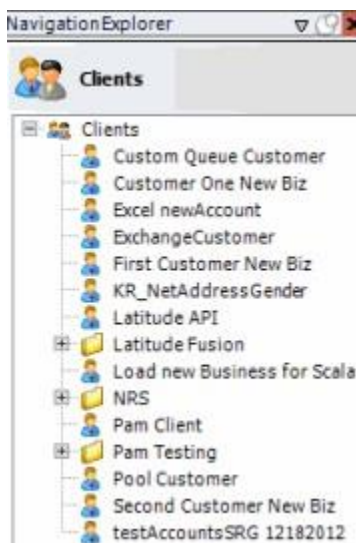 NavigationExplorer
Clients
Clients
Custom Queue Customer
Customer One New Biz
Excel newAccount
ExchangeCustomer
First Customer New Biz
KR_NetAddressGender
Latitude API
Latitude Fusion
Load new Business for Scala
NRS
Pam Client
Pam Testing
Pool Customer
Second Customer New Biz
testAccountsSRG 12182012